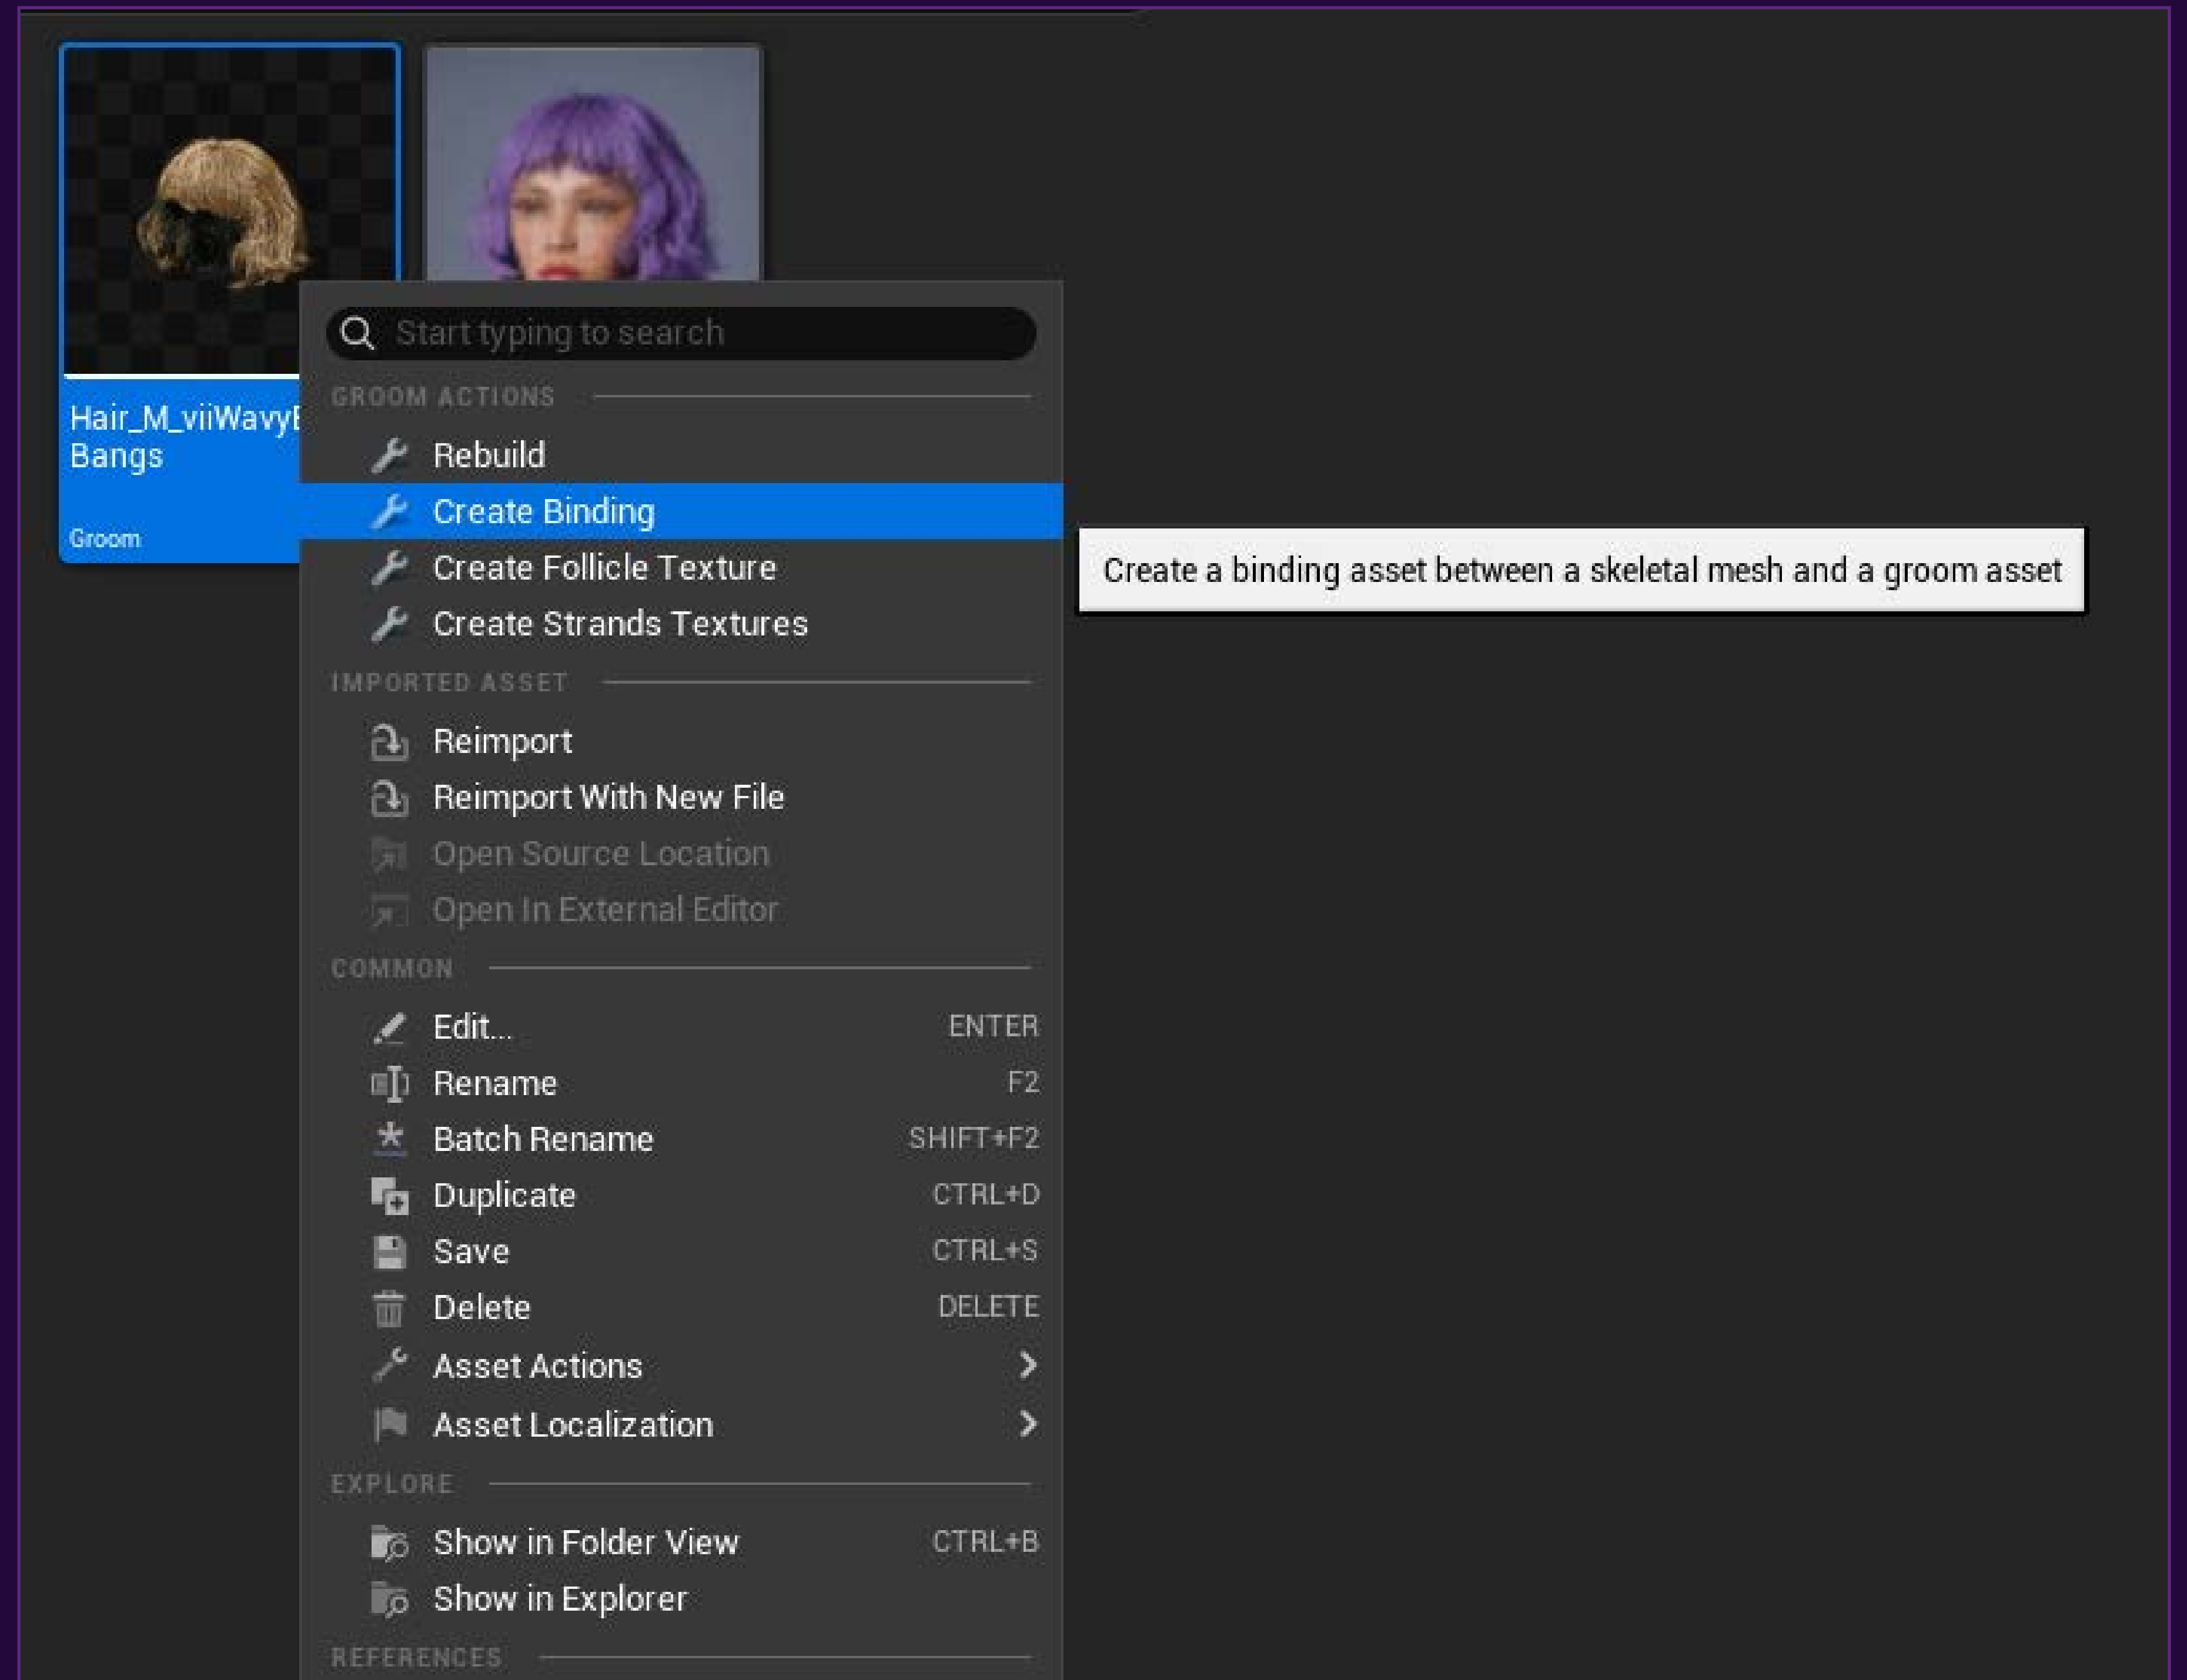 Hair_M_viiWavy
Bangs
Groom
Start typing to search
GROOM ACTIONS
Rebuild
Create Binding
Create a binding asset between a skeletal mesh and a groom asset
Create Follicle Texture
Create Strands Textures
IMPORTED ASSET
Reimport
Reimport With New File
Open Source Location
Open In External Editor
COMMON
Edit... ENTER
Rename F2
Batch Rename SHIFT+F2
Duplicate CTRL+D
Save CTRL+S
Delete DELETE
Asset Actions
Asset Localization
EXPLORE
Show in Folder View CTRL+B
Show in Explorer
REFERENCES